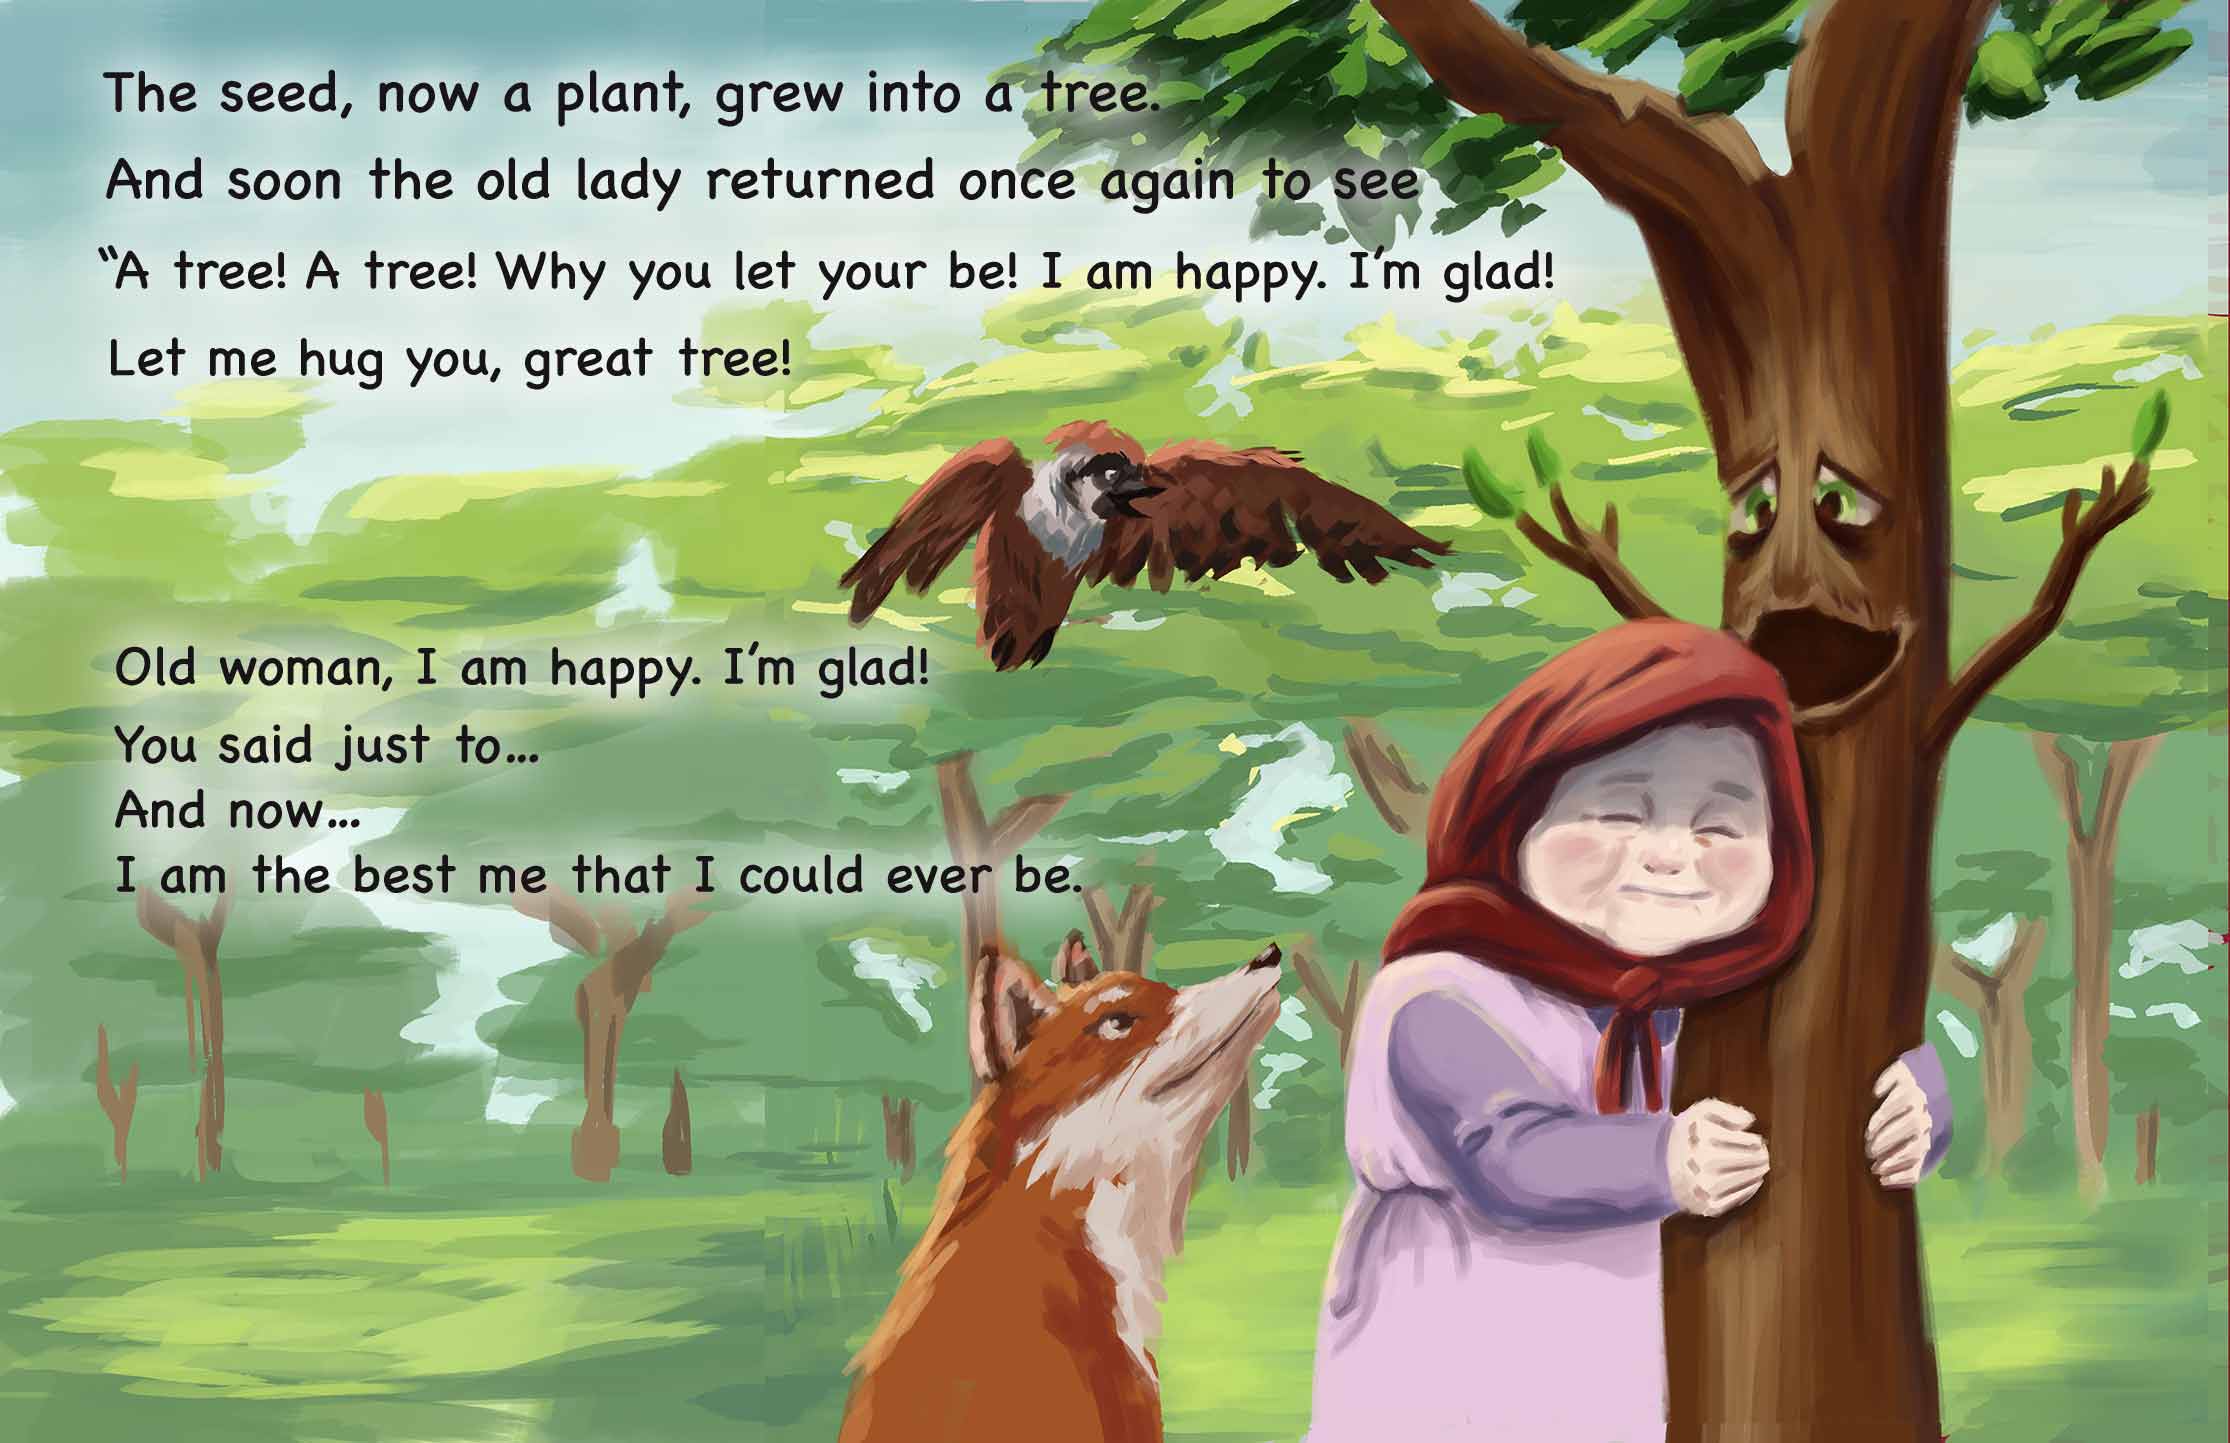 The seed, now a plant, grew into a tree.
And soon the old lady returned once again to see
“A tree! A tree! Why you let your be! I am happy. I’m glad!
Let me hug you, great tree!
Old woman, I am happy. I’m glad!
You said just to...
And now...
I am the best me that I could ever be.